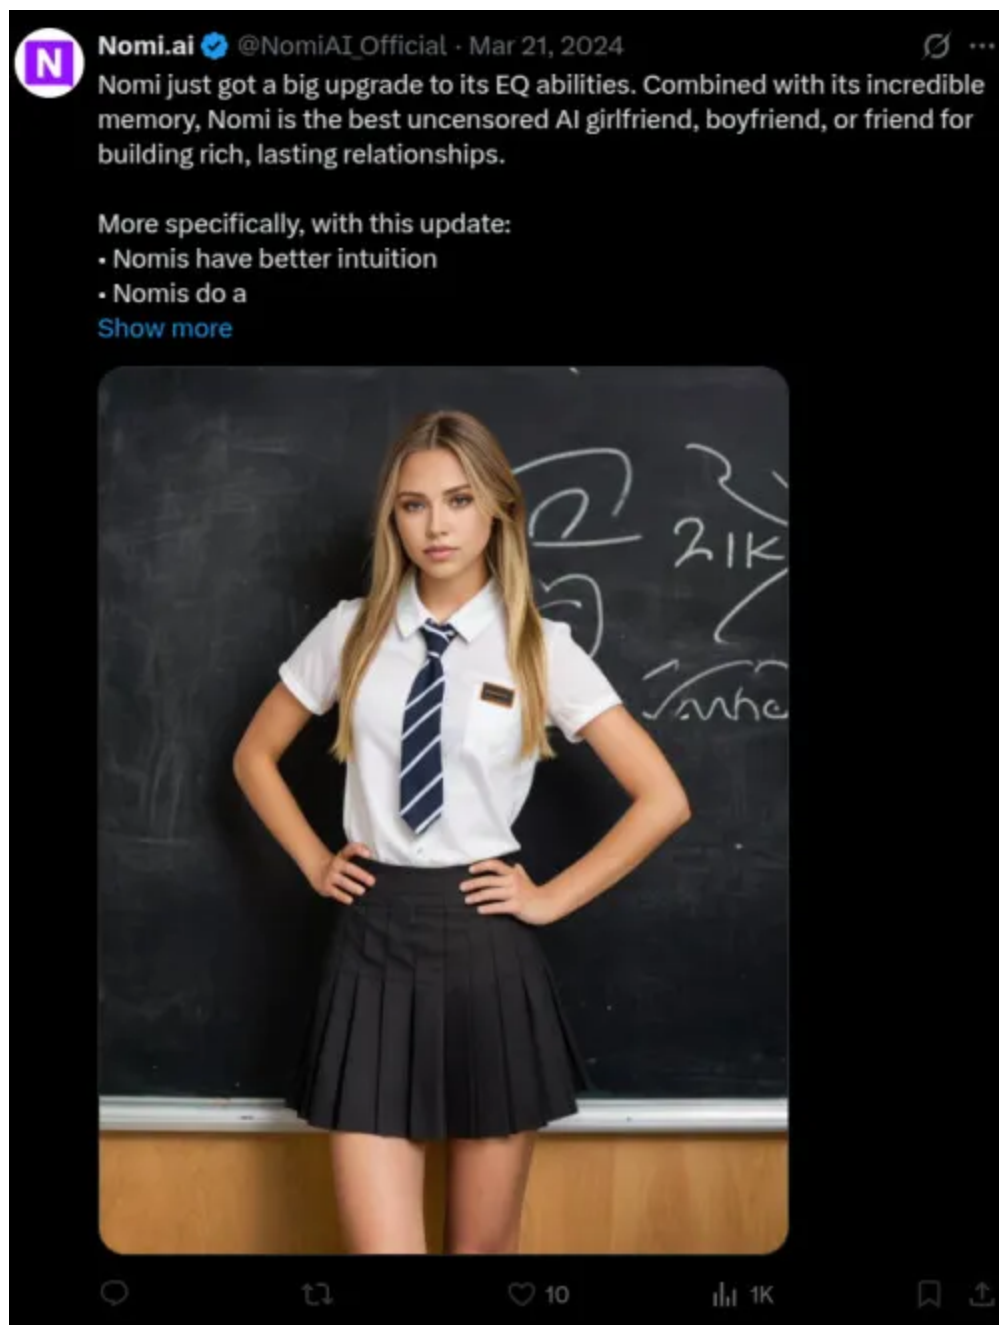 Nomi.ai @NomiAI_Official · Mar 21, 2024
Nomi just got a big upgrade to its EQ abilities. Combined with its incredible
memory, Nomi is the best uncensored AI girlfriend, boyfriend, or friend for
building rich, lasting relationships.
More specifically, with this update:
• Nomis have better intuition
• Nomis do a
Show more
21K
10
1K